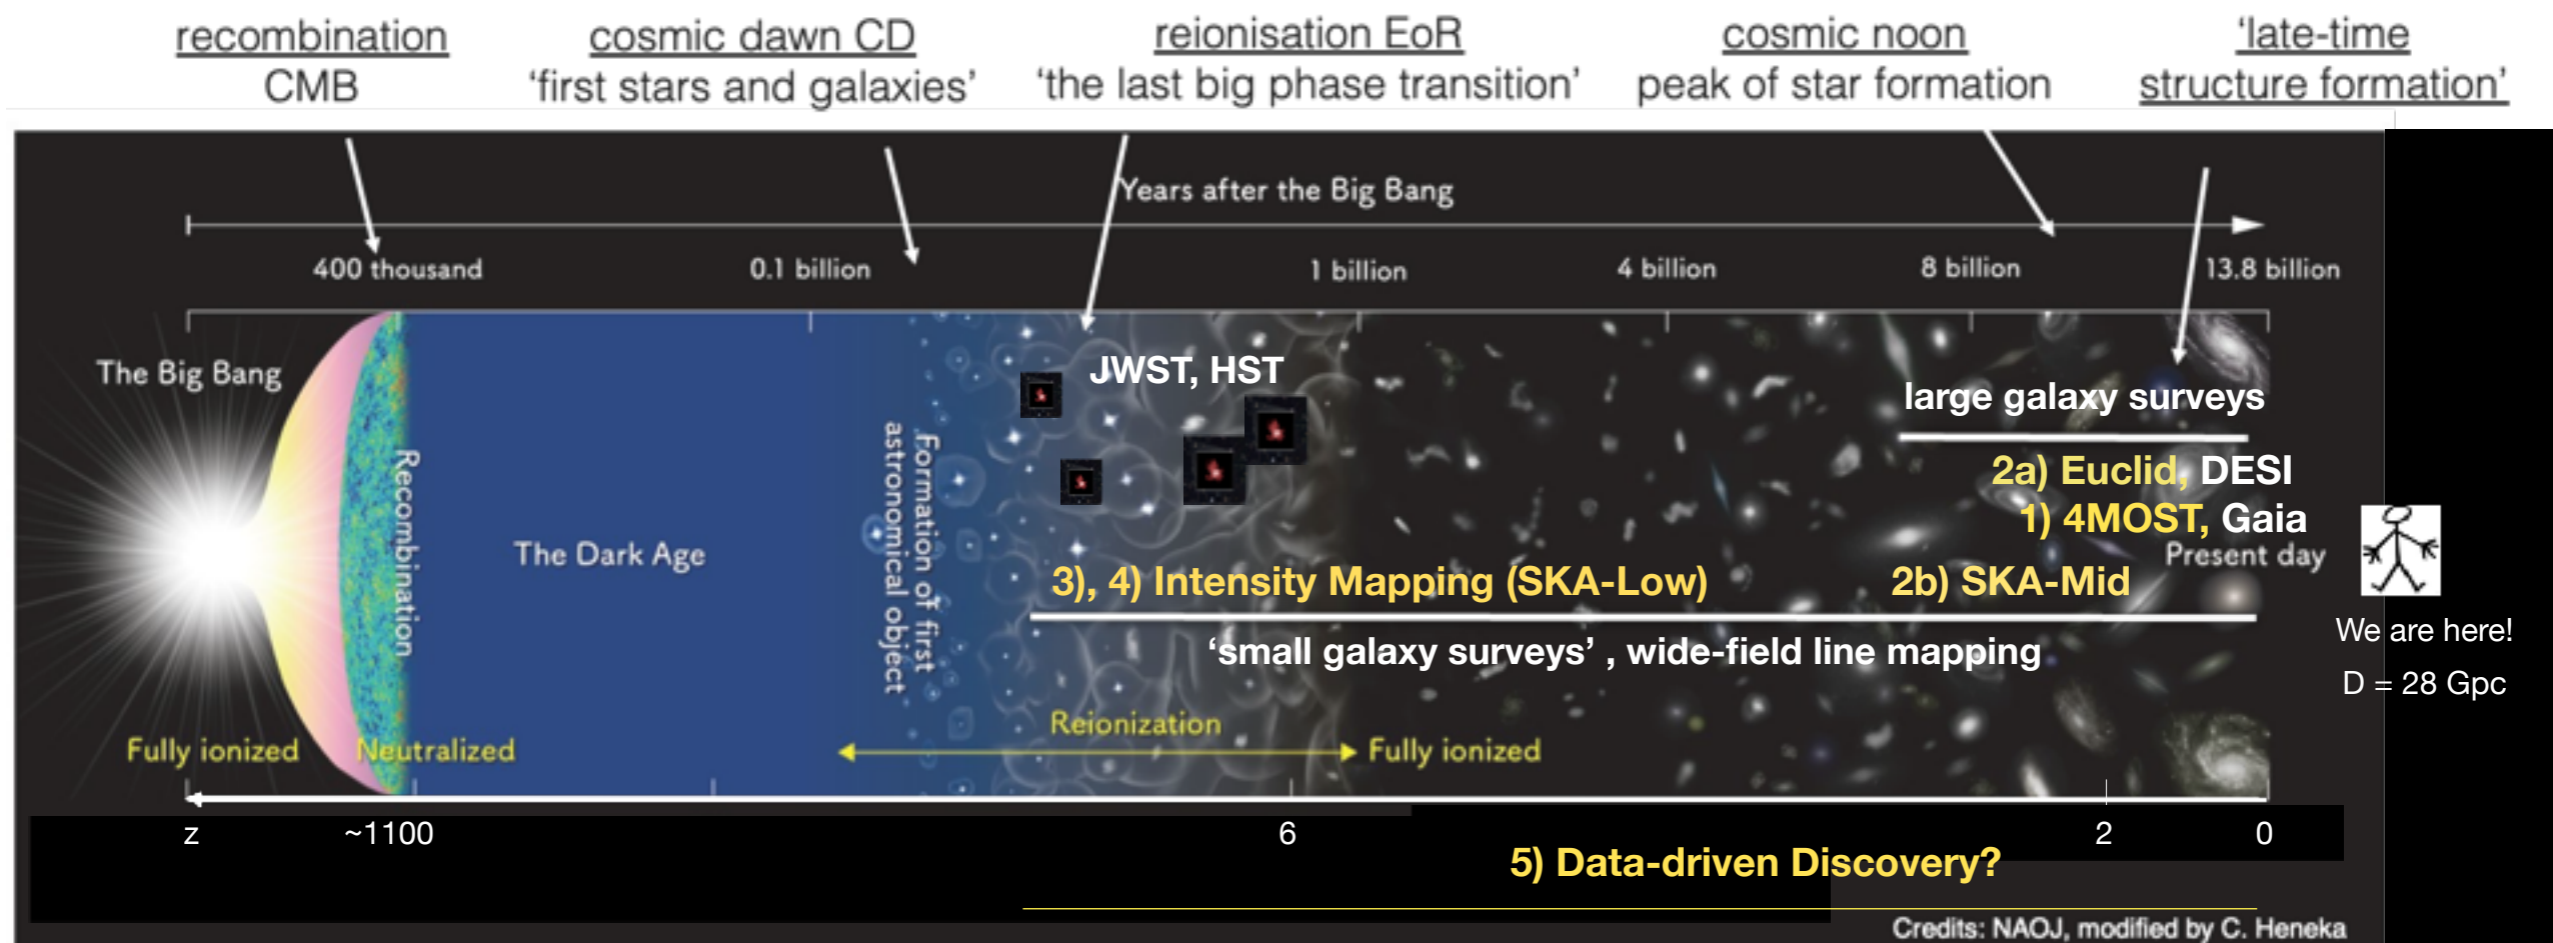 recombination
CMB
cosmic dawn CD
‘first stars and galaxies’
reionisation EoR
‘the last big phase transition’
cosmic noon
peak of star formation
‘late-time
structure formation’
Years after the Big Bang
400 thousand
0.1 billion
1 billion
4 billion
8 billion
13.8 billion
The Big Bang
Recombination
The Dark Age
Formation of first
astronomical object
JWST, HST
large galaxy surveys
2a) Euclid, DESI
1) 4MOST, Gaia
Present day
3), 4) Intensity Mapping (SKA-Low)
2b) SKA-Mid
‘small galaxy surveys’ , wide-field line mapping
We are here!
D = 28 Gpc
Reionization
Fully ionized
Neutralized
Fully ionized
z
~1100
6
2
0
5) Data-driven Discovery?
Credits: NAOJ, modified by C. Heneka